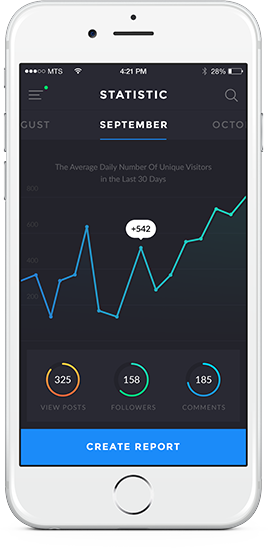 MTS 4:21 PM 28%
STATISTIC
GUST SEPTEMBER OCTO
The Average Daily Number Of Unique Visitors
in the Last 30 Days
800
600
+542
400
200
325 158 185
VIEW POSTS FOLLOWERS COMMENTS
CREATE REPORT